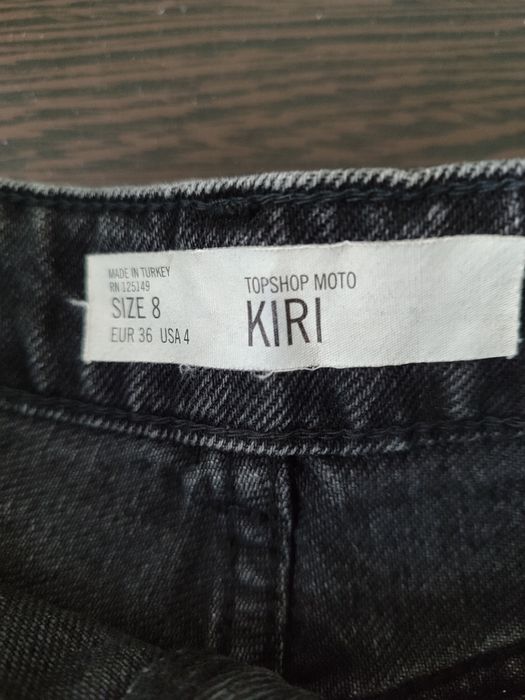 MADE IN TURKEY
RN 125149
SIZE 8
EUR 36 USA 4
TOPSHOP MOTO
KIRI